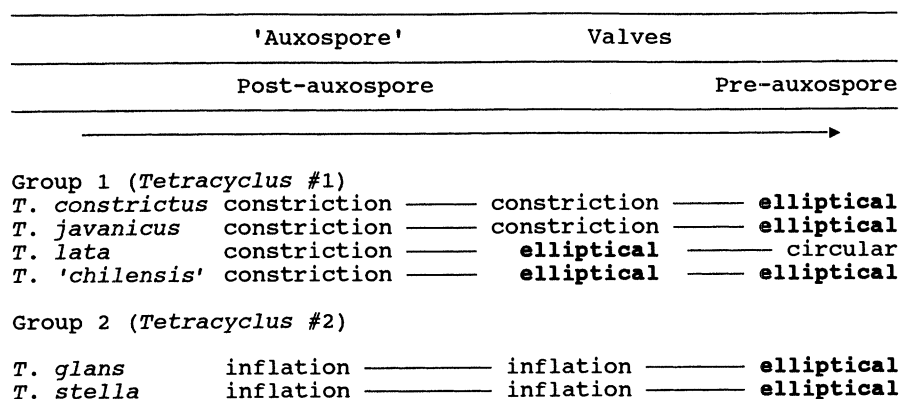 'Auxospore' Valves
Post-auxospore Pre-auxospore
Group 1 (Tetracyclus #1)
T. constrictus constriction constriction elliptical
T. javanicus constriction constriction elliptical
T. lata constriction elliptical circular
T. 'chilensis' constriction elliptical elliptical
Group 2 (Tetracyclus #2)
T. glans inflation inflation elliptical
T. stella inflation inflation elliptical